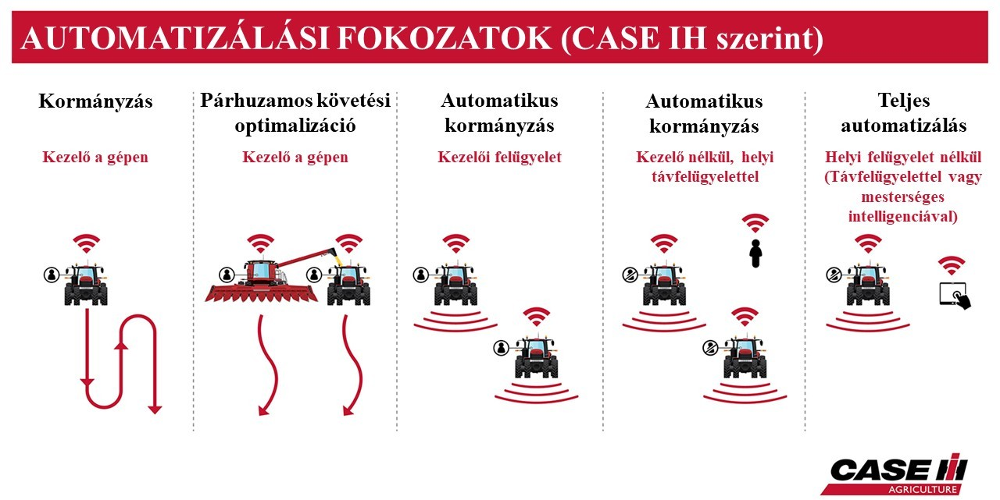 AUTOMATIZÁLÁSI FOKOZATOK (CASE IH szerint)
Kormányzás
Kezelő a gépen
Párhuzamos követési
optimalizáció
Kezelő a gépen
Automatikus
kormányzás
Kezelői felügyelet
Automatikus
kormányzás
Kezelő nélkül, helyi
távfelügyelettel
Teljes
automatizálás
Helyi felügyelet nélkül
(Távfelügyelettel vagy
mesterséges
intelligenciával)
CASE IH
AGRICULTURE